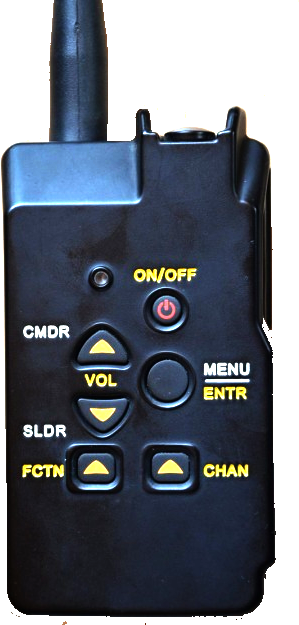 ON/OFF
CMDR
VOL
MENU
ENTR
SLDR
FCTN
CHAN